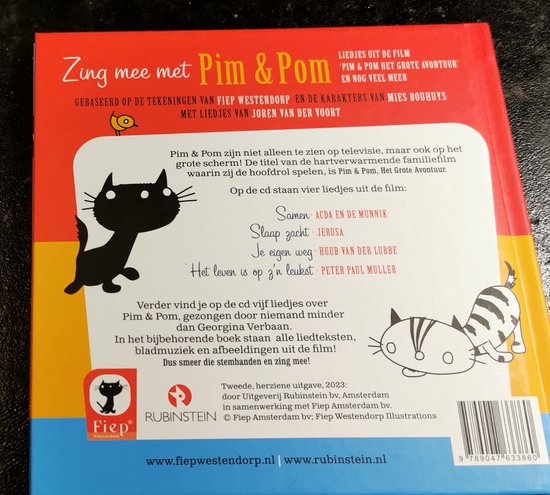 Zing mee met Pim & Pom
LIEDJES UIT DE FILM
'PIM & POM HET GROTE AVONTUUR'
EN NOG VEEL MEER
GEBASEERD OP DE TEKENINGEN VAN FIEP WESTENDORP EN DE KARAKTERS VAN MIES BOUHUYS
MET LIEDJES VAN JOREN VAN DER VOORT
Pim & Pom zijn niet alleen te zien op televisie, maar ook op het
grote scherm! De titel van de hartverwarmende familiefilm
waarin zij de hoofdrol spelen, is Pim & Pom, Het Grote Avontuur.
Op de cd staan vier liedjes uit de film:
Samen · ACDA EN DE MUNNIK
Slaap zacht · JERUSA
Je eigen weg · HUUB VAN DER LUBBE
'Het leven is op z'n leukst · PETER PAUL MULLER
Verder vind je op de cd vijf liedjes over
Pim & Pom, gezongen door niemand minder
dan Georgina Verbaan.
In het bijbehorende boek staan alle liedteksten,
bladmuziek en afbeeldingen uit de film!
Dus smeer die stembanden en zing mee!
Fiep®
Amsterdam
RUBINSTEIN
Tweede, herziene uitgave, 2023:
door Uitgeverij Rubinstein bv, Amsterdam
in samenwerking met Fiep Amsterdam bv.
© Fiep Amsterdam bv; Fiep Westendorp Illustrations
9 789047 633860
www.fiepwestendorp.nl | www.rubinstein.nl